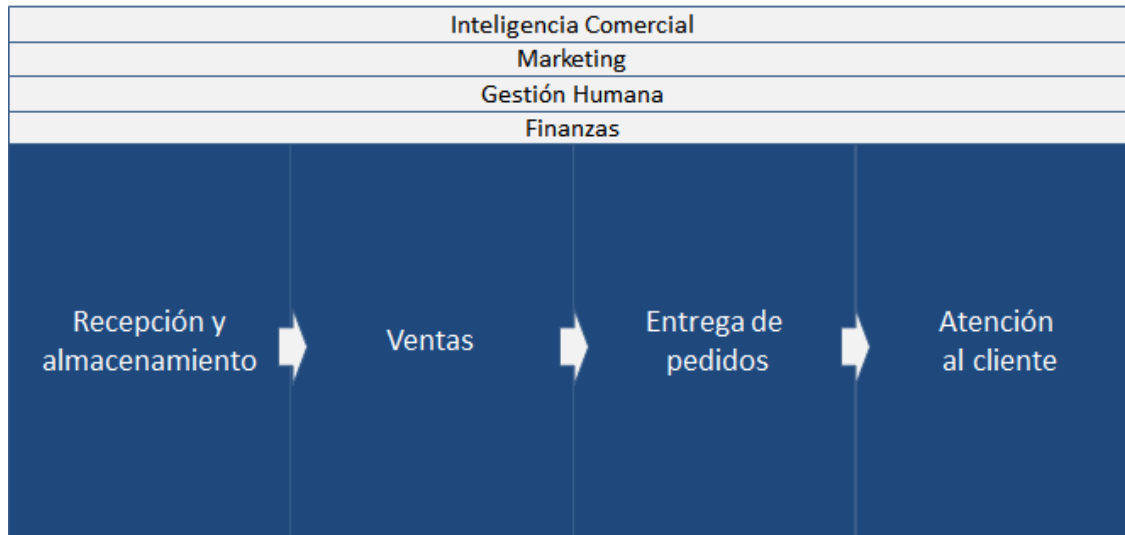 Inteligencia Comercial
Marketing
Gestión Humana
Finanzas
Recepción y
almacenamiento
Ventas
Entrega de
pedidos
Atención
al cliente